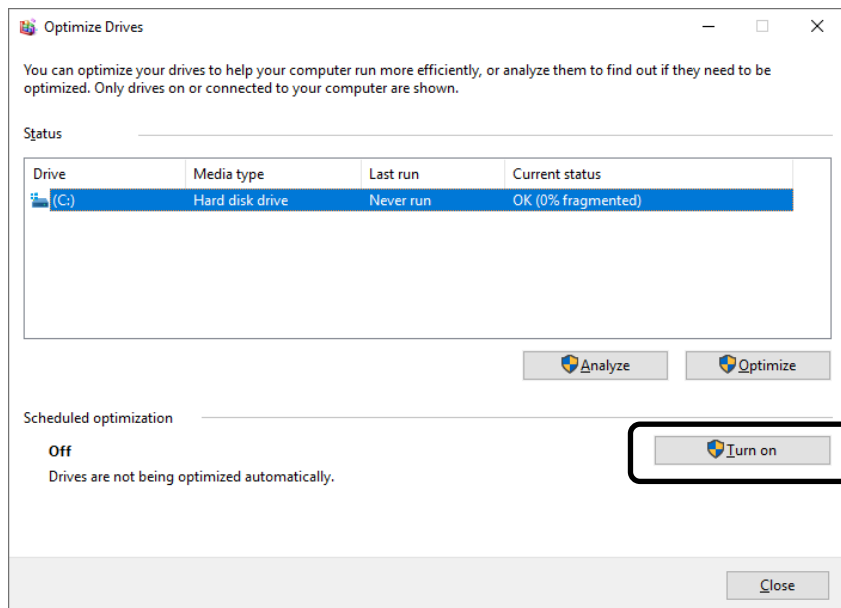 Optimize Drives
You can optimize your drives to help your computer run more efficiently, or analyze them to find out if they need to be
optimized. Only drives on or connected to your computer are shown.
Status
Drive Media type Last run Current status
(C:) Hard disk drive Never run OK (0% fragmented)
Analyze Optimize
Scheduled optimization
Off Turn on
Drives are not being optimized automatically.
Close